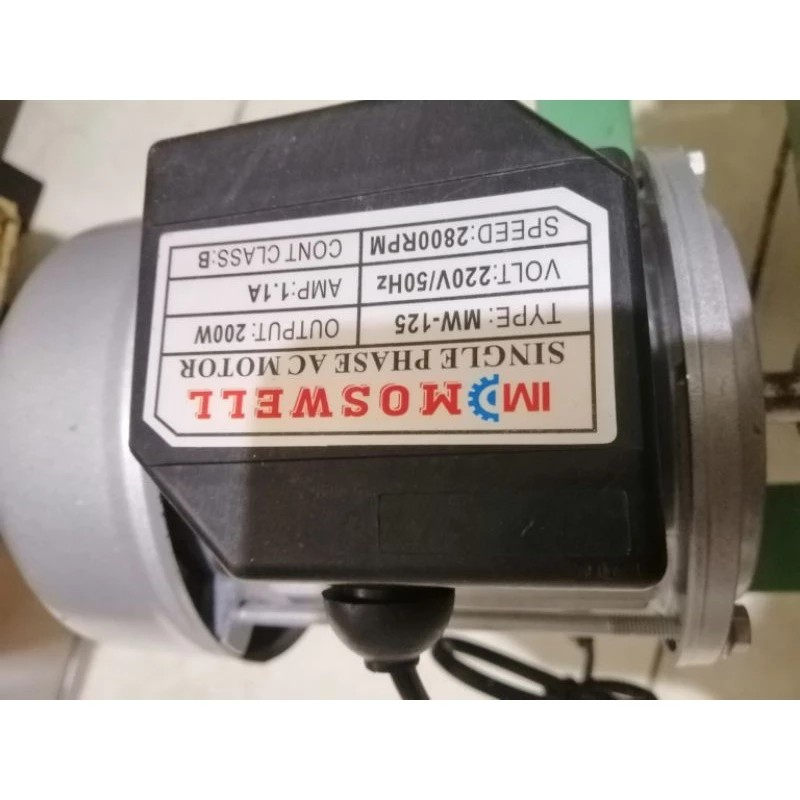 IM MOSWELL
SINGLE PHASE AC MOTOR
TYPE: MW-125 OUTPUT: 200W
VOLT:220V/50Hz AMP:1.1A
SPEED:2800RPM CONT CLASS:B